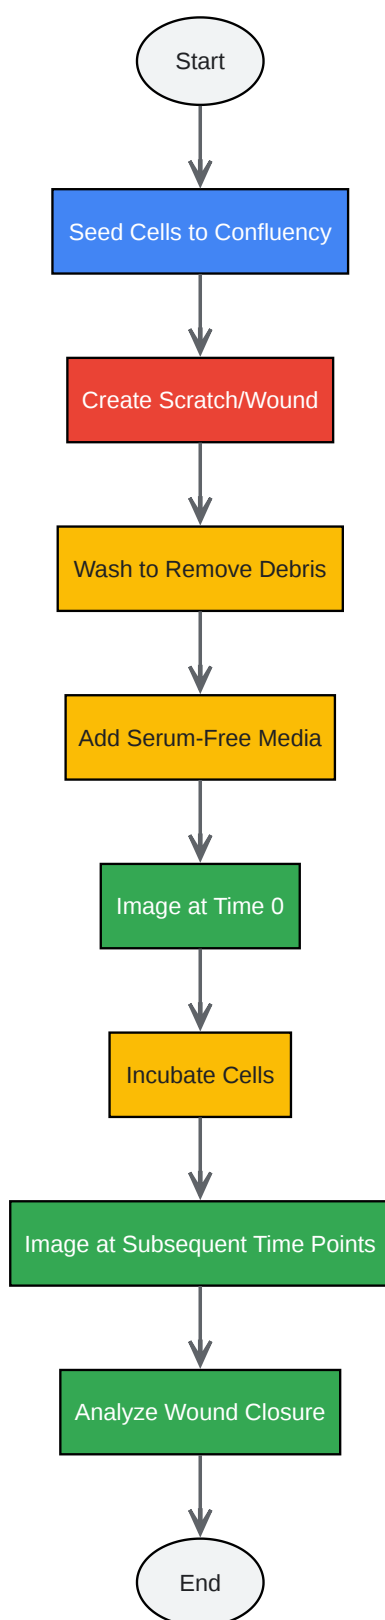 Start
Seed Cells to Confluency
Create Scratch/Wound
Wash to Remove Debris
Add Serum-Free Media
Image at Time 0
Incubate Cells
Image at Subsequent Time Points
Analyze Wound Closure
End